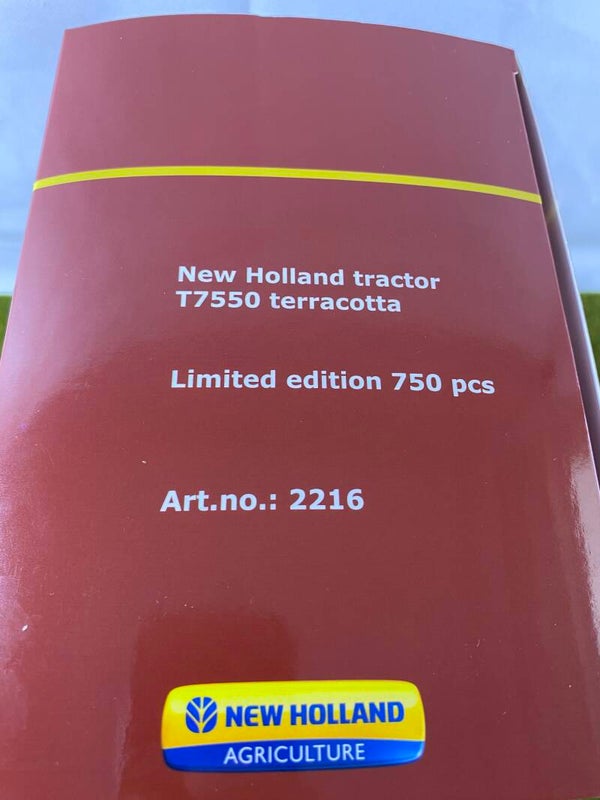 New Holland tractor
T7550 terracotta
Limited edition 750 pcs
Art.no.: 2216
NEW HOLLAND
AGRICULTURE